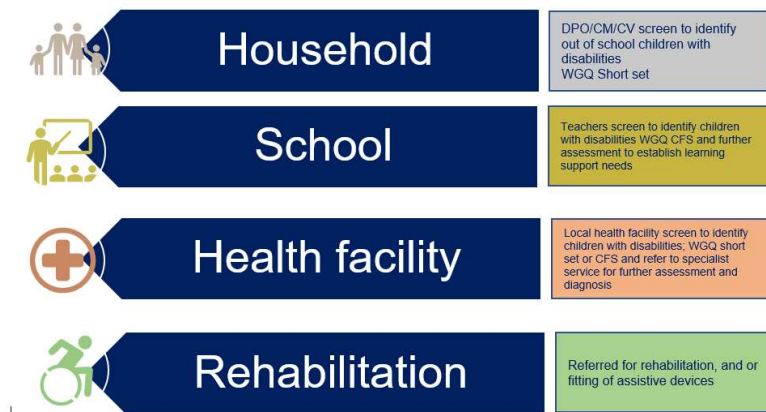 Household
DPO/CM/CV screen to identify
out of school children with
disabilities
WGQ Short set
School
Teachers screen to identify children
with disabilities WGQ CFS and further
assessment to establish learning
support needs
Health facility
Local health facility screen to identify
children with disabilities; WGQ short
set or CFS and refer to specialist
service for further assessment and
diagnosis
Rehabilitation
Referred for rehabilitation, and or
fitting of assistive devices